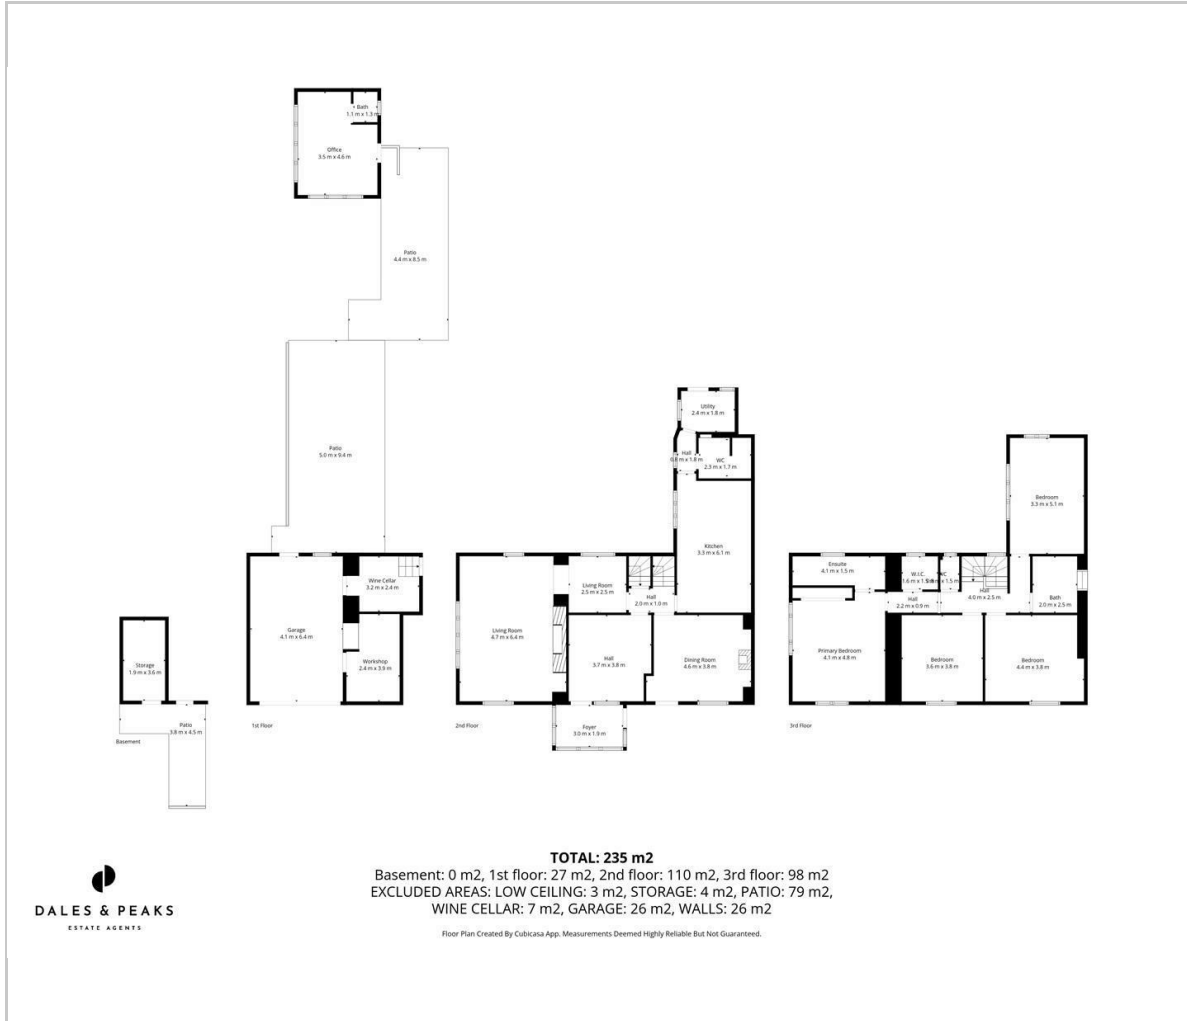 Bath
1.1 m x 1.3 m
Office
3.5 m x 4.6 m
Patio
4.4 m x 8.5 m
Patio
5.0 m x 9.4 m
Storage
1.9 m x 3.6 m
Patio
3.8 m x 4.5 m
Basement
Wine Cellar
3.2 m x 2.4 m
Garage
4.1 m x 6.4 m
Workshop
2.4 m x 3.9 m
1st Floor
Utility
2.4 m x 1.8 m
Hall
0.8 m x 1.8 m
WC
2.3 m x 1.7 m
Kitchen
3.3 m x 6.1 m
Living Room
2.5 m x 2.5 m
Hall
2.0 m x 1.0 m
Living Room
4.7 m x 6.4 m
Hall
3.7 m x 3.8 m
Dining Room
4.6 m x 3.8 m
Foyer
3.0 m x 1.9 m
2nd Floor
Bedroom
3.3 m x 5.1 m
Ensuite
4.1 m x 1.5 m
W.I.C.
1.6 m x 1.5 m
WC
m x 1.5 m
Hall
4.0 m x 2.5 m
Hall
2.2 m x 0.9 m
Bath
2.0 m x 2.5 m
Primary Bedroom
4.1 m x 4.8 m
Bedroom
3.6 m x 3.8 m
Bedroom
4.4 m x 3.8 m
3rd Floor
TOTAL: 235 m2
Basement: 0 m2, 1st floor: 27 m2, 2nd floor: 110 m2, 3rd floor: 98 m2
EXCLUDED AREAS: LOW CEILING: 3 m2, STORAGE: 4 m2, PATIO: 79 m2,
WINE CELLAR: 7 m2, GARAGE: 26 m2, WALLS: 26 m2
Floor Plan Created By Cubicasa App. Measurements Deemed Highly Reliable But Not Guaranteed.
DALES & PEAKS
ESTATE AGENTS